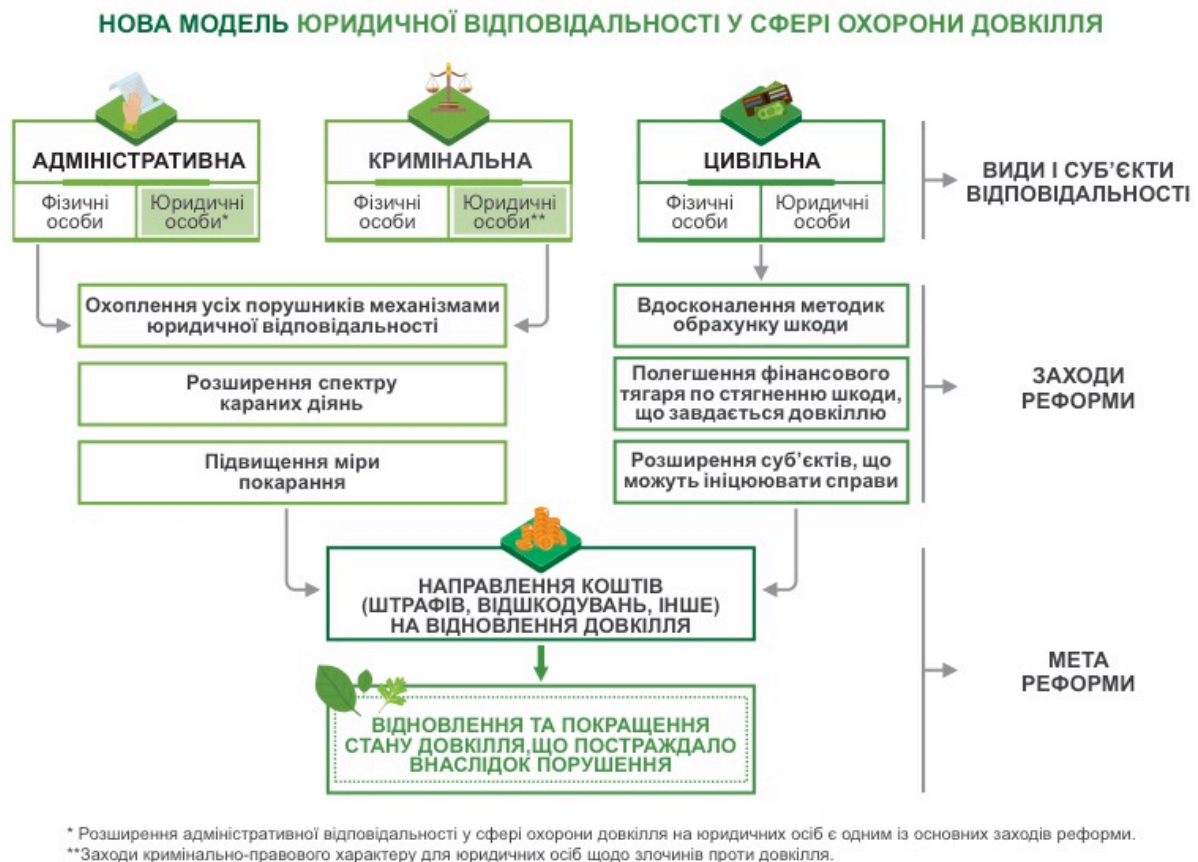 НОВА МОДЕЛЬ ЮРИДИЧНОЇ ВІДПОВІДАЛЬНОСТІ У СФЕРІ ОХОРОНИ ДОВКІЛЛЯ
АДМІНІСТРАТИВНА
Фізичні
особи
Юридичні
особи*
КРИМІНАЛЬНА
Фізичні
особи
Юридичні
особи**
ЦИВІЛЬНА
Фізичні
особи
Юридичні
особи
ВИДИ І СУБ’ЄКТИ
ВІДПОВІДАЛЬНОСТІ
Охоплення усіх порушників механізмами
юридичної відповідальності
Розширення спектру
караних діянь
Підвищення міри
покарання
Вдосконалення методик
обрахунку шкоди
Полегшення фінансового
тягаря по стягненню шкоди,
що завдається довкіллю
Розширення суб’єктів, що
можуть ініцюювати справи
ЗАХОДИ
РЕФОРМИ
НАПРАВЛЕННЯ КОШТІВ
(ШТРАФІВ, ВІДШКОДУВАНЬ, ІНШЕ)
НА ВІДНОВЛЕННЯ ДОВКІЛЛЯ
ВІДНОВЛЕННЯ ТА ПОКРАЩЕННЯ
СТАНУ ДОВКІЛЛЯ,ЩО ПОСТРАЖДАЛО
ВНАСЛІДОК ПОРУШЕННЯ
МЕТА
РЕФОРМИ
* Розширення адміністративної відповідальності у сфері охорони довкілля на юридичних осіб є одним із основних заходів реформи.
**Заходи кримінально-правового характеру для юридичних осіб щодо злочинів проти довкілля.